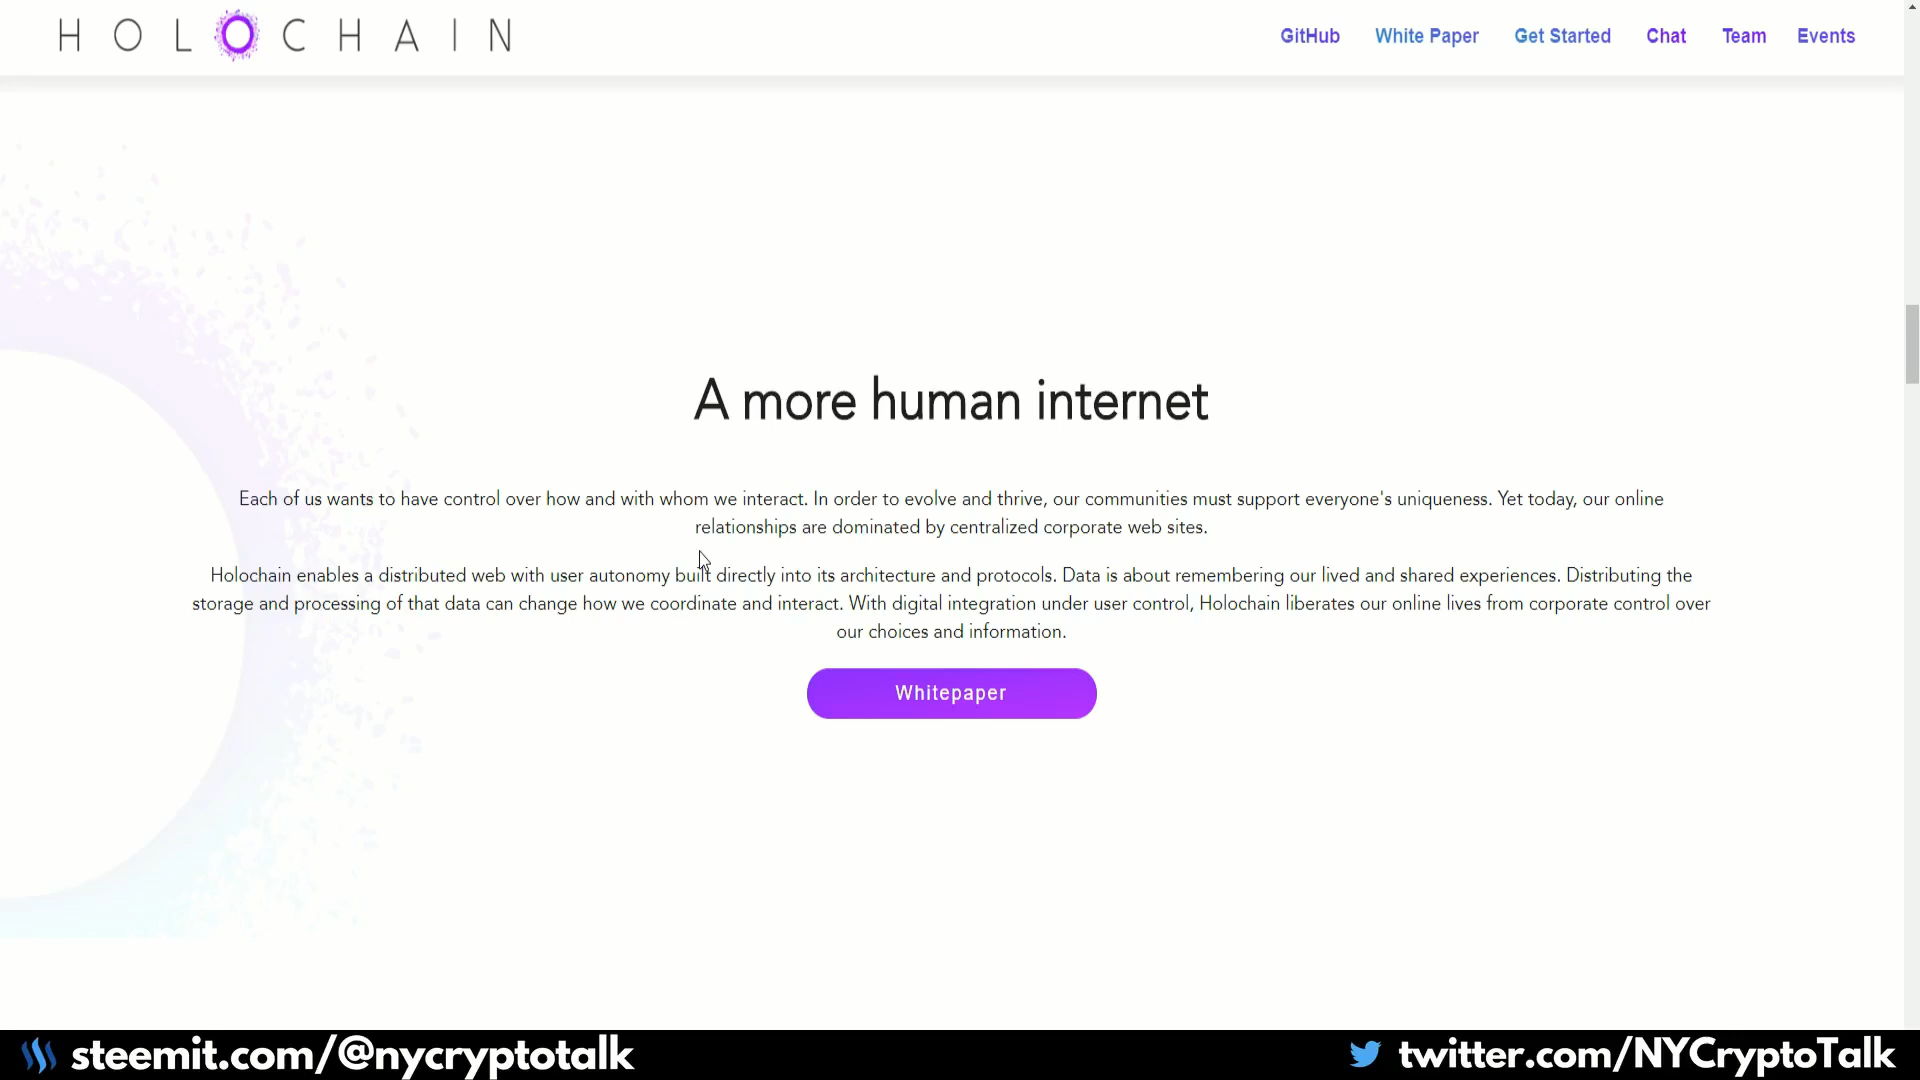 HOLOCHAIN
GitHub White Paper Get Started Chat Team Events
A more human internet
Each of us wants to have control over how and with whom we interact. In order to evolve and thrive, our communities must support everyone's uniqueness. Yet today, our online
relationships are dominated by centralized corporate web sites.
Holochain enables a distributed web with user autonomy built directly into its architecture and protocols. Data is about remembering our lived and shared experiences. Distributing the
storage and processing of that data can change how we coordinate and interact. With digital integration under user control, Holochain liberates our online lives from corporate control over
our choices and information.
Whitepaper
steemit.com/@nycryptotalk twitter.com/NYCryptoTalk